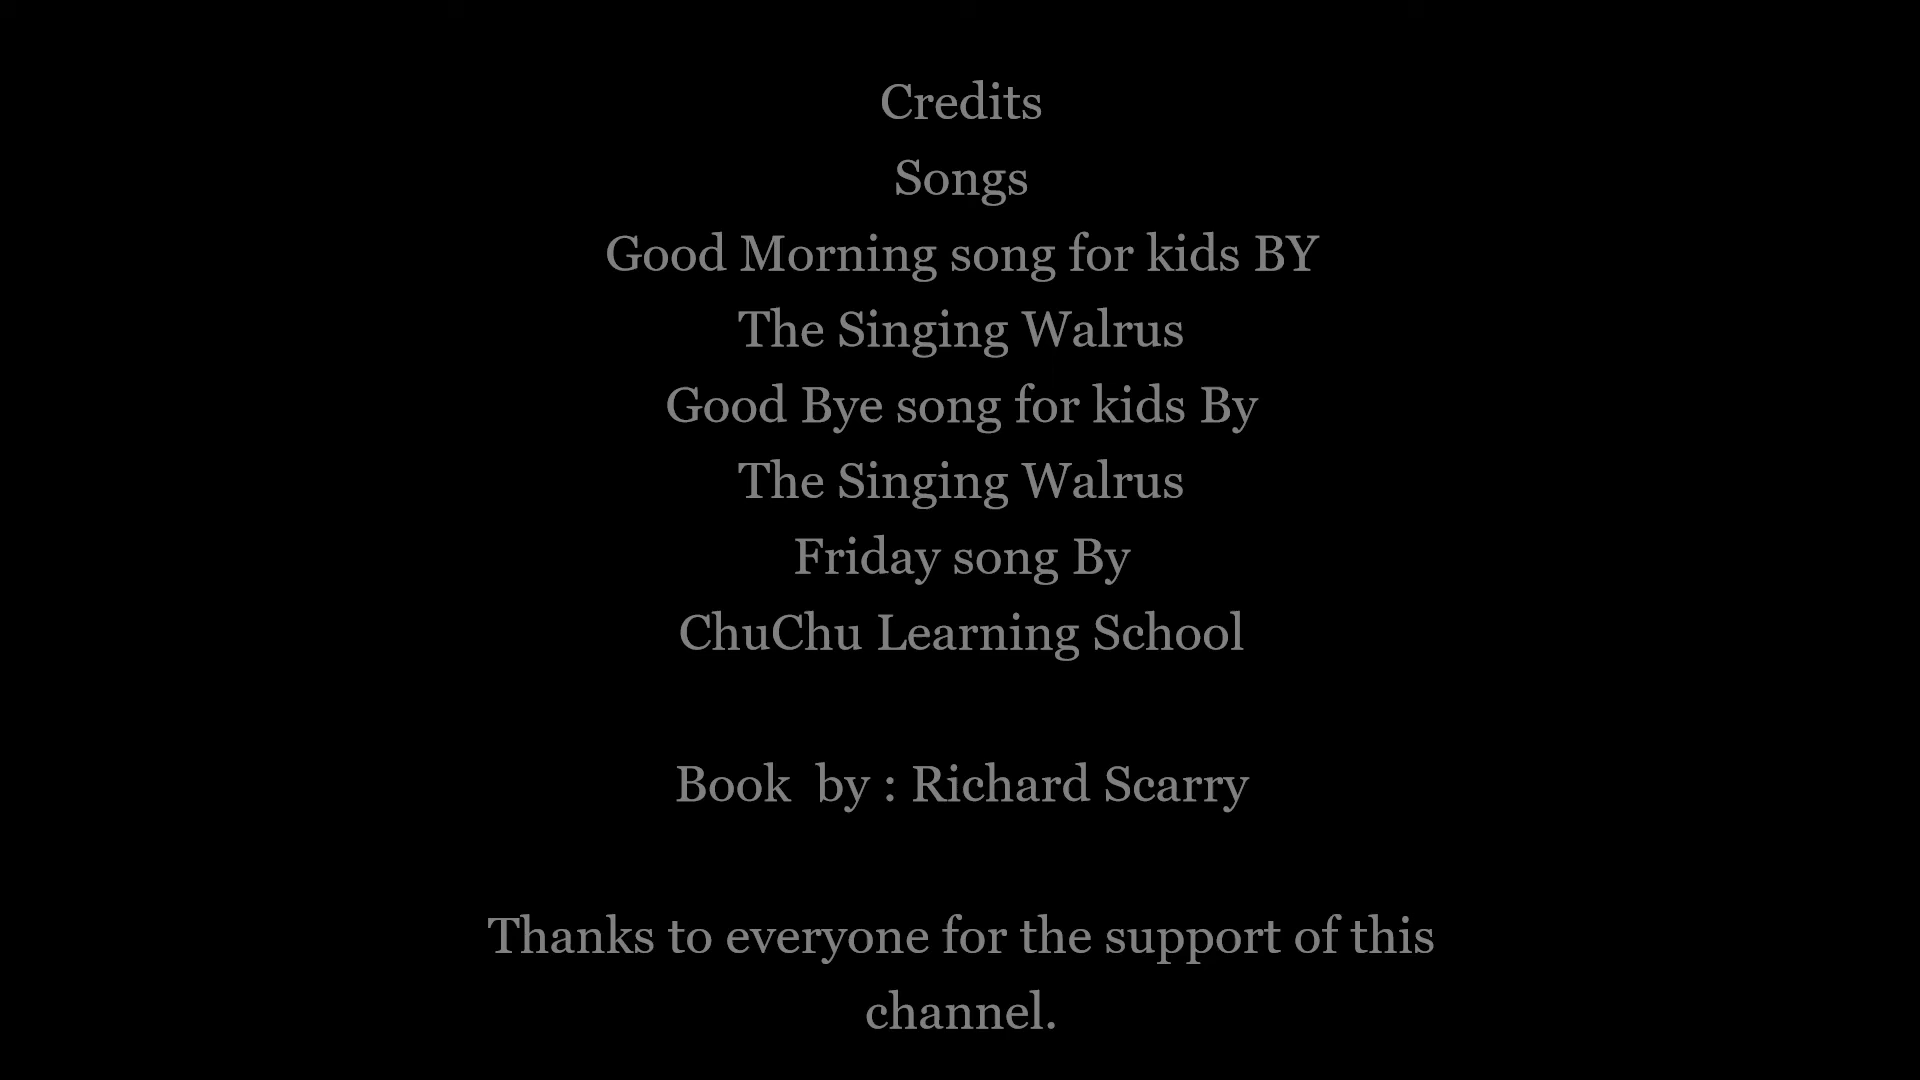 Credits
Songs
Good Morning song for kids BY
The Singing Walrus
Good Bye song for kids By
The Singing Walrus
Friday song By
ChuChu Learning School
Book  by : Richard Scarry
Thanks to everyone for the support of this
channel.